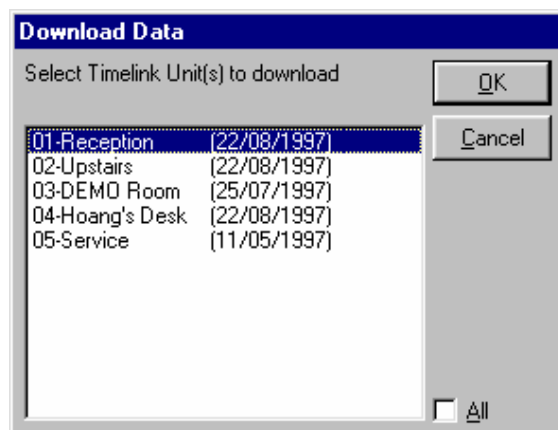 Download Data
Select Timelink Unit(s) to download
OK
Cancel
01-Reception (22/08/1997)
02-Upstairs (22/08/1997)
03-DEMO Room (25/07/1997)
04-Hoang's Desk (22/08/1997)
05-Service (11/05/1997)
All